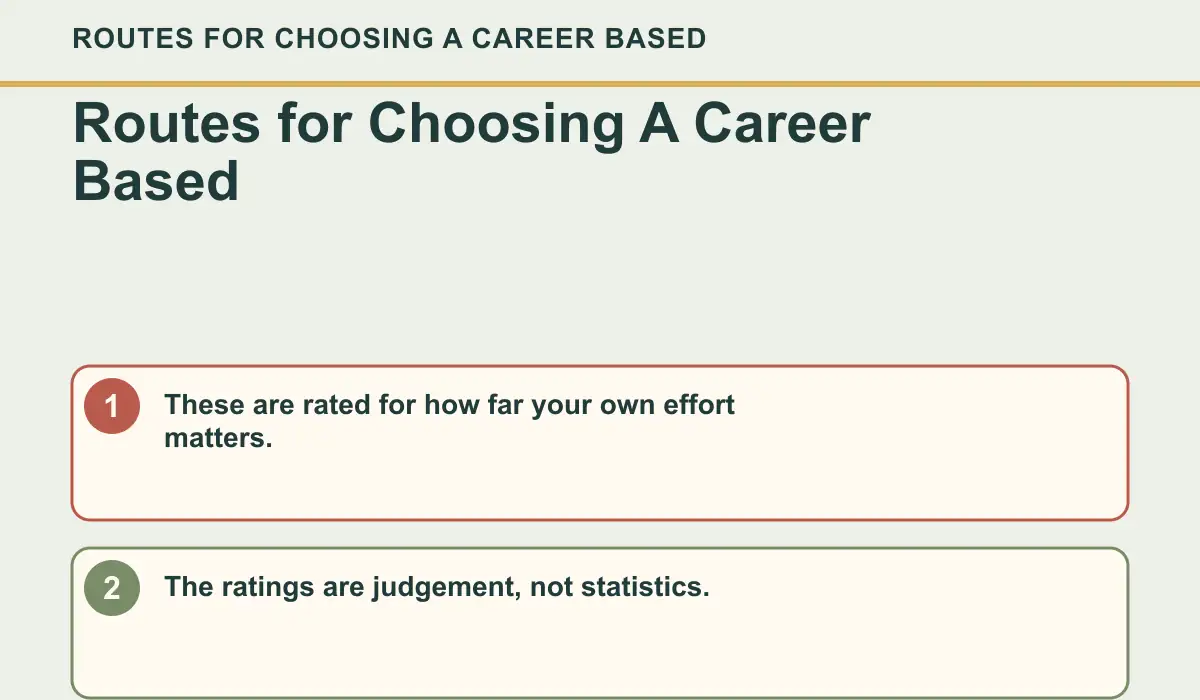 ROUTES FOR CHOOSING A CAREER BASED
Routes for Choosing A Career
Based
1
These are rated for how far your own effort
matters.
2
The ratings are judgement, not statistics.